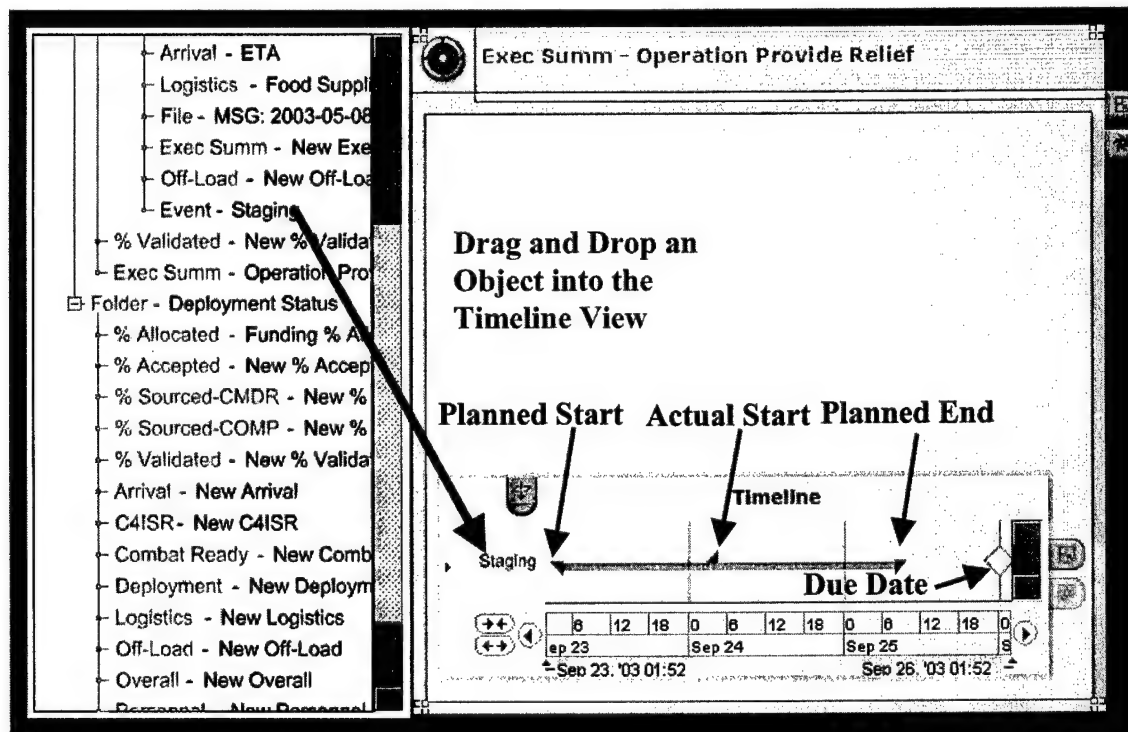 Arrival - ETA
Logistics - Food Suppli
File - MSG: 2003-05-08
Exec Summ - New Exe
Off-Load - New Off-Loa
Event - Staging
% Validated - New % Valida
Exec Summ - Operation Pro
Folder - Deployment Status
% Allocated - Funding % Al
% Accepted - New % Accep
% Sourced-CMDR - New %
% Sourced-COMP - New %
% Validated - New % Valida
Arrival - New Arrival
C4ISR - New C4ISR
Combat Ready - New Comb
Deployment - New Deploym
Logistics - New Logistics
Off-Load - New Off-Load
Overall - New Overall
Personnel - New Personnel
Exec Summ - Operation Provide Relief
Drag and Drop an
Object into the
Timeline View
Planned Start Actual Start Planned End
Timeline
Staging
Due Date
6 12 18 0 6 12 18 0 6 12 18 0
ep 23 Sep 24 Sep 25 S
Sep 23, '03 01:52 Sep 26, '03 01:52